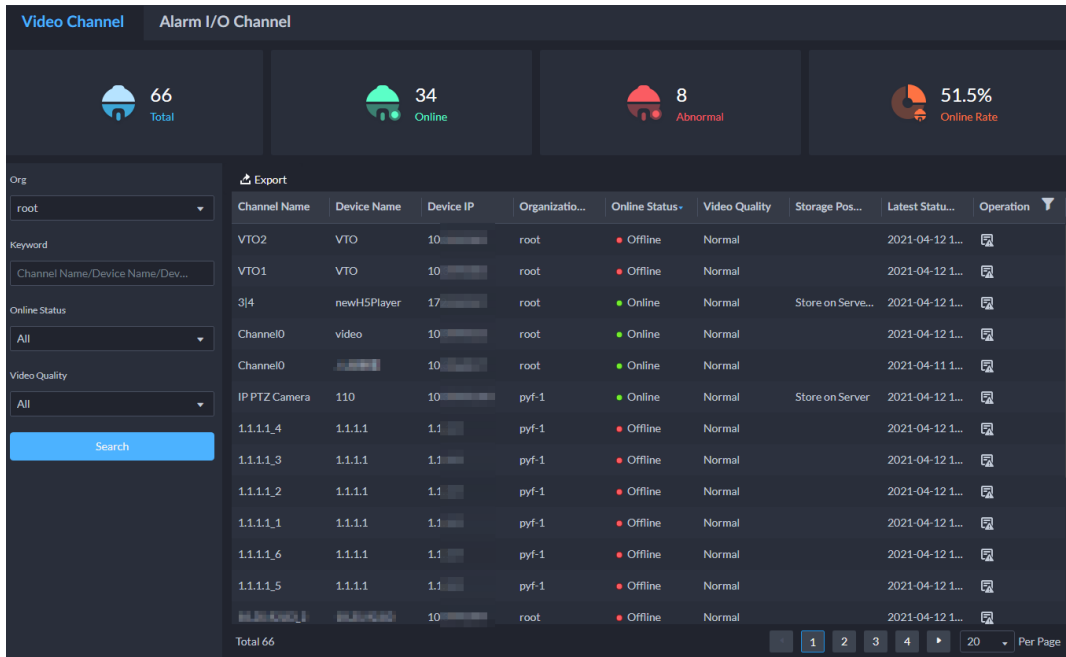 Video Channel Alarm I/O Channel
66 34 8 51.5%
Total Online Abnormal Online Rate
Org
root
Keyword
Channel Name/Device Name/Dev...
Online Status
All
Video Quality
All
Search
Export
Channel Name Device Name Device IP Organizatio... Online Status Video Quality Storage Pos... Latest Statu... Operation
VTO2 VTO 10 root Offline Normal 2021-04-12 1...
VTO1 VTO 10 root Offline Normal 2021-04-12 1...
3|4 newH5Player 17 root Online Normal Store on Serve... 2021-04-12 1...
Channel0 video 10 root Online Normal 2021-04-12 1...
Channel0 10 root Online Normal 2021-04-11 1...
IP PTZ Camera 110 10 pyf-1 Online Normal Store on Server 2021-04-12 1...
1.1.1.1_4 1.1.1.1 1.1 pyf-1 Offline Normal 2021-04-12 1...
1.1.1.1_3 1.1.1.1 1.1 pyf-1 Offline Normal 2021-04-12 1...
1.1.1.1_2 1.1.1.1 1.1 pyf-1 Offline Normal 2021-04-12 1...
1.1.1.1_1 1.1.1.1 1.1 pyf-1 Offline Normal 2021-04-12 1...
1.1.1.1_6 1.1.1.1 1.1 pyf-1 Offline Normal 2021-04-12 1...
1.1.1.1_5 1.1.1.1 1.1 pyf-1 Offline Normal 2021-04-12 1...
10 root Offline Normal 2021-04-12 1...
Total 66 1 2 3 4 20 Per Page